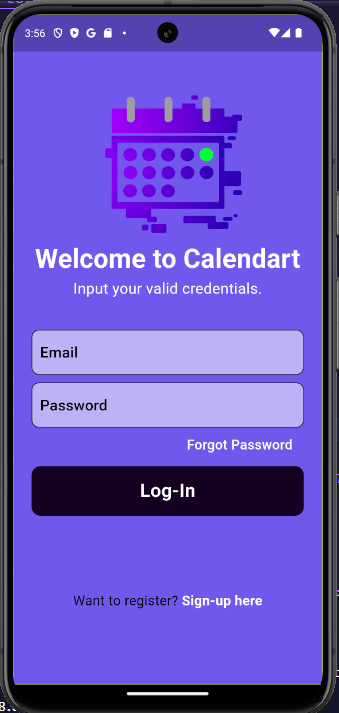 3:56
Welcome to Calendart
Input your valid credentials.
Email
Password
Forgot Password
Log-In
Want to register? Sign-up here